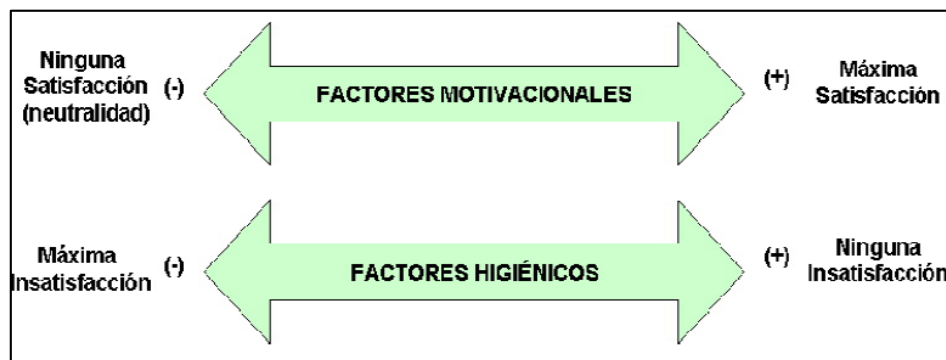 Ninguna
Satisfacción (-)
(neutralidad)
FACTORES MOTIVACIONALES
(+) Máxima
Satisfacción
Máxima
Insatisfacción (-)
FACTORES HIGIÉNICOS
(+) Ninguna
Insatisfacción